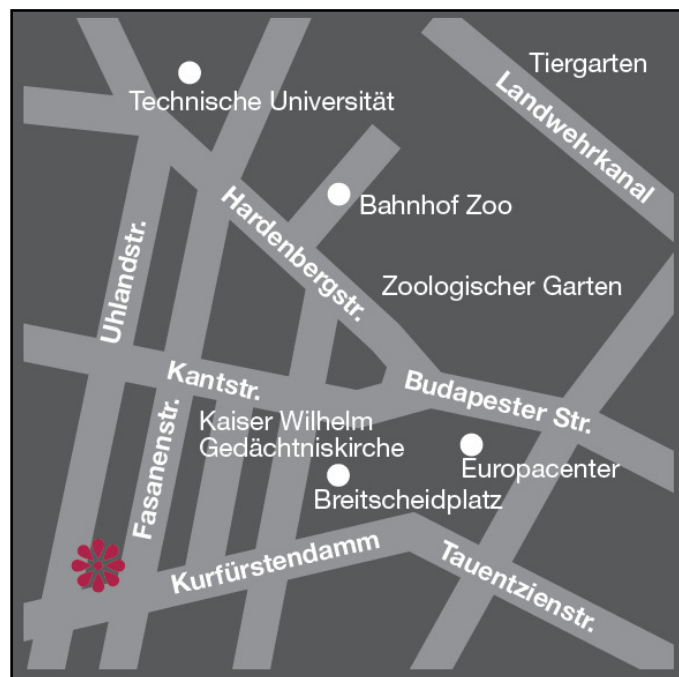 Tiergarten
Landwehrkanal
Technische Universität
Bahnhof Zoo
Hardenbergstr.
Uhlandstr.
Zoologischer Garten
Kantstr.
Budapester Str.
Kaiser Wilhelm
Gedächtniskirche
Fasanenstr.
Europacenter
Breitscheidplatz
Kurfürstendamm
Tauentzienstr.